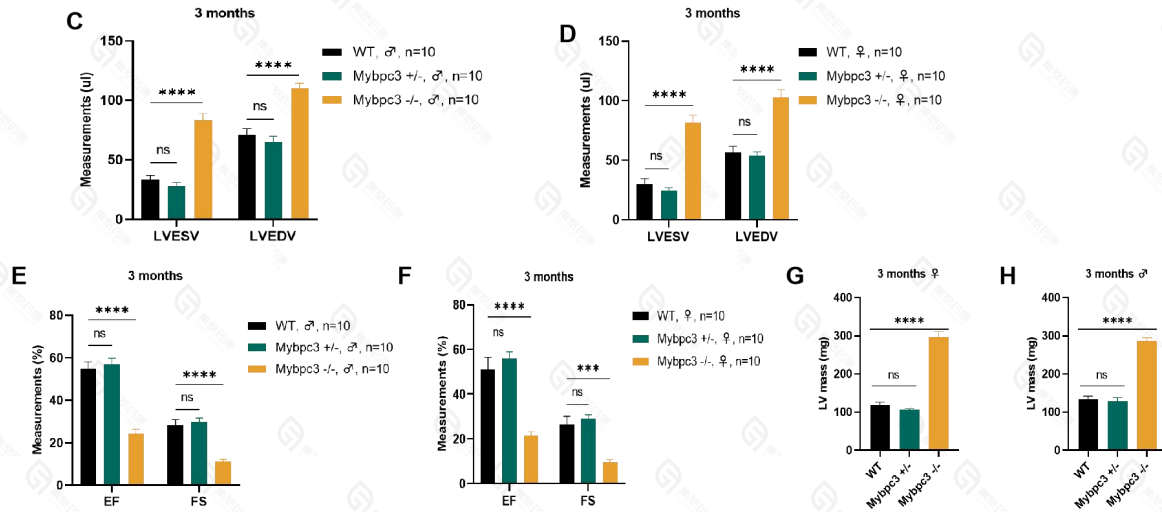 C
3 months
150
100
50
0
Measurements (ul)
****
ns
****
ns
LVESV
LVEDV
WT, ♂, n=10
Mybpc3 +/-, ♂, n=10
Mybpc3 -/-, ♂, n=10
D
3 months
150
100
50
0
Measurements (ul)
****
ns
****
ns
LVESV
LVEDV
WT, ♀, n=10
Mybpc3 +/-, ♀, n=10
Mybpc3 -/-, ♀, n=10
E
3 months
80
60
40
20
0
Measurements (%)
****
ns
****
ns
EF
FS
WT, ♂, n=10
Mybpc3 +/-, ♂, n=10
Mybpc3 -/-, ♂, n=10
F
3 months
80
60
40
20
0
Measurements (%)
****
ns
***
ns
EF
FS
WT, ♀, n=10
Mybpc3 +/-, ♀, n=10
Mybpc3 -/-, ♀, n=10
G
3 months ♀
400
300
200
100
0
LV mass (mg)
****
ns
WT
Mybpc3 +/-
Mybpc3 -/-
H
3 months ♂
400
300
200
100
0
LV mass (mg)
****
ns
WT
Mybpc3 +/-
Mybpc3 -/-